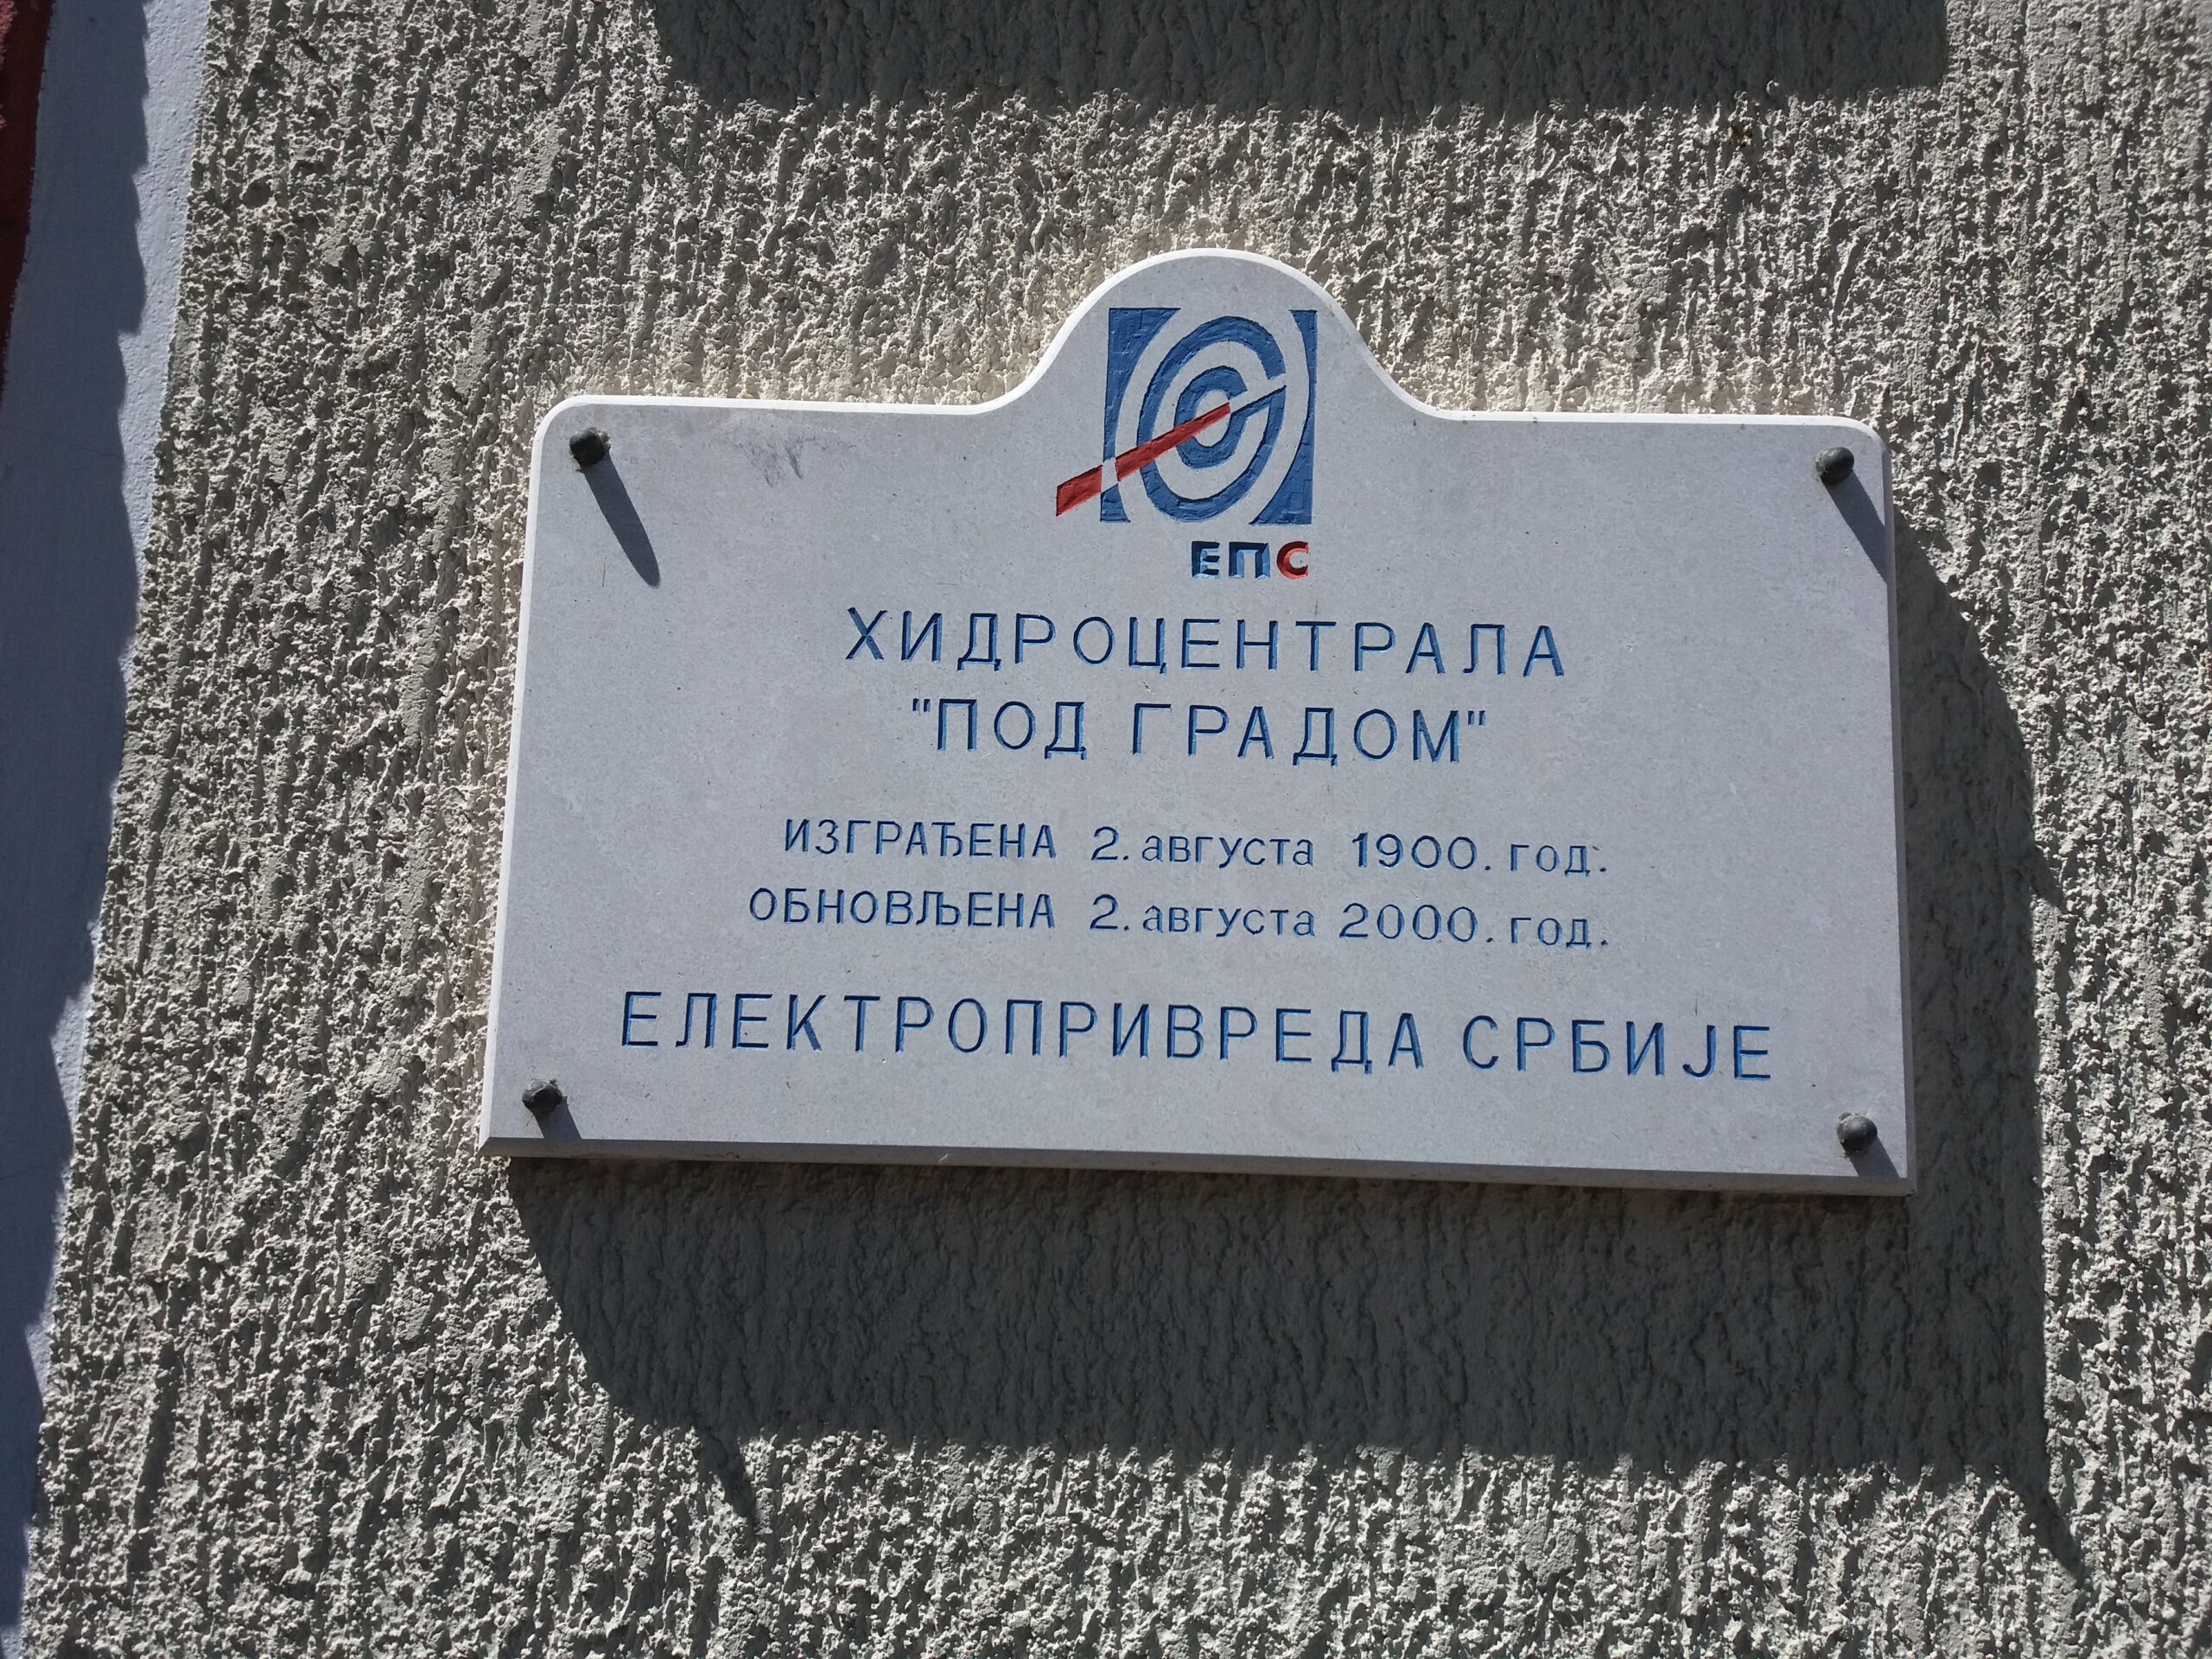 ЕПС
ХИДРОЦЕНТРАЛА
"ПОД ГРАДОМ"
ИЗГРАЂЕНА 2. августа 1900. год.
ОБНОВЉЕНА 2. августа 2000. год.
ЕЛЕКТРОПРИВРЕДА СРБИЈЕ